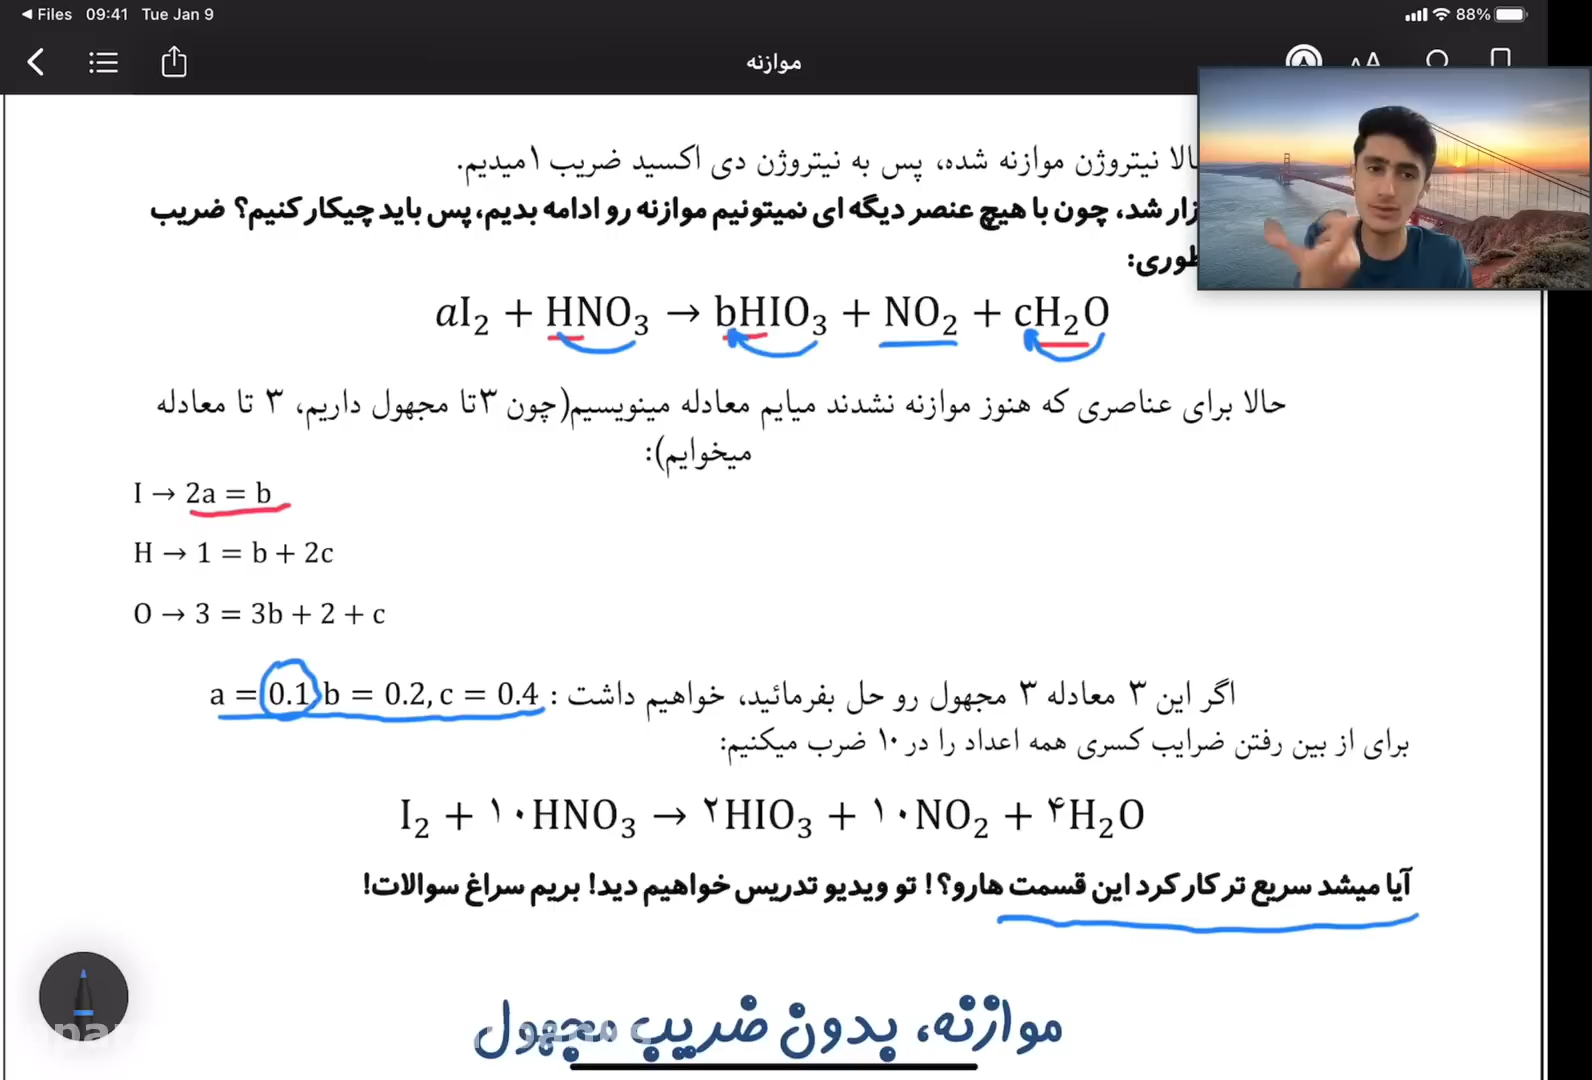 Files 09:41 Tue Jan 9 88%
موازنه
الا نیتروژن موازنه شده، پس به نیتروژن دی اکسید ضریب ۱میدیم.
زار شد، چون با هیچ عنصر دیگه ای نمیتونیم موازنه رو ادامه بدیم، پس باید چیکار کنیم؟ ضریب
طوری:
aI₂ + HNO₃ → bHIO₃ + NO₂ + cH₂O
حالا برای عناصری که هنوز موازنه نشدند میایم معادله مینویسیم(چون ۳تا مجهول داریم، ۳ تا معادله
میخوایم):
I → 2a = b
H → 1 = b + 2c
O → 3 = 3b + 2 + c
اگر این ۳ معادله ۳ مجهول رو حل بفرمائید، خواهیم داشت : a = 0.1 b = 0.2, c = 0.4
برای از بین رفتن ضرایب کسری همه اعداد را در ۱۰ ضرب میکنیم:
I₂ + ۱۰HNO₃ → ۲HIO₃ + ۱۰NO₂ + ۴H₂O
آیا میشد سریع تر کار کرد این قسمت هارو؟! تو ویدیو تدریس خواهیم دید! بریم سراغ سوالات!
موازنه، بدون ضریب مجهول